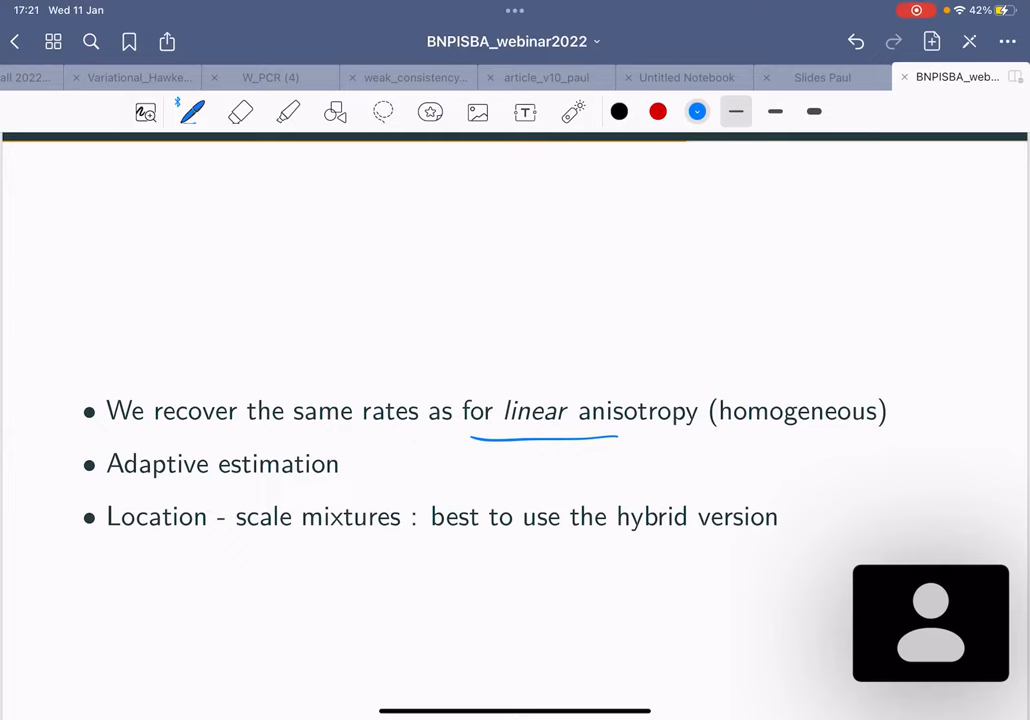 17:21 Wed 11 Jan
42%
BNPISBA_webinar2022
all 2022...
Variational_Hawke...
W_PCR (4)
weak_consistency...
article_v10_paul
Untitled Notebook
Slides Paul
BNPISBA_web...
• We recover the same rates as for linear anisotropy (homogeneous)
• Adaptive estimation
• Location - scale mixtures : best to use the hybrid version